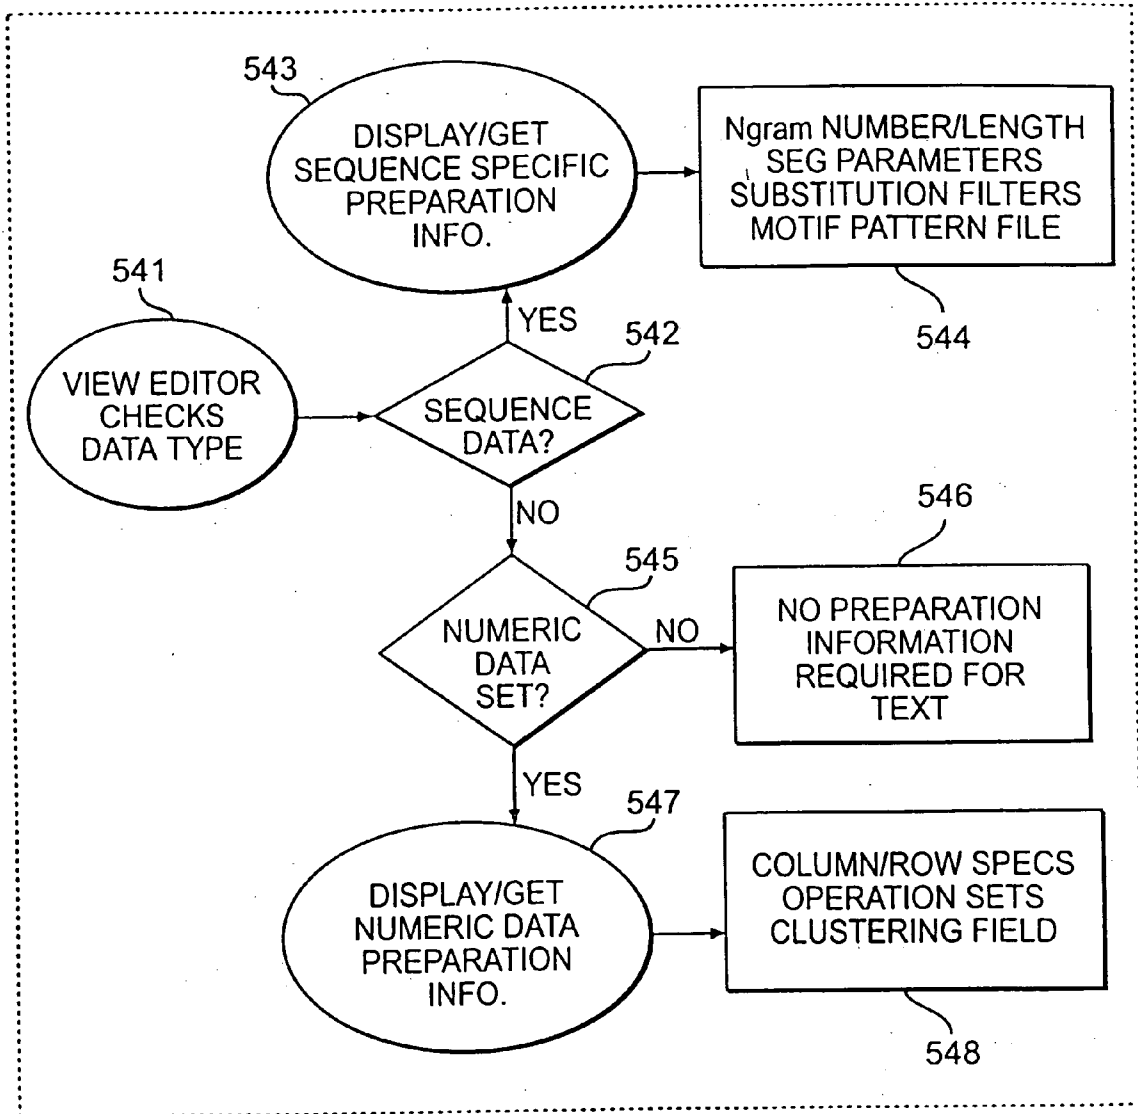 543
DISPLAY/GET
SEQUENCE SPECIFIC
PREPARATION
INFO.
Ngram NUMBER/LENGTH
SEG PARAMETERS
SUBSTITUTION FILTERS
MOTIF PATTERN FILE
544
541
VIEW EDITOR
CHECKS
DATA TYPE
YES
542
SEQUENCE
DATA?
NO
545
NUMERIC
DATA
SET?
NO
546
NO PREPARATION
INFORMATION
REQUIRED FOR
TEXT
YES
547
DISPLAY/GET
NUMERIC DATA
PREPARATION
INFO.
COLUMN/ROW SPECS
OPERATION SETS
CLUSTERING FIELD
548